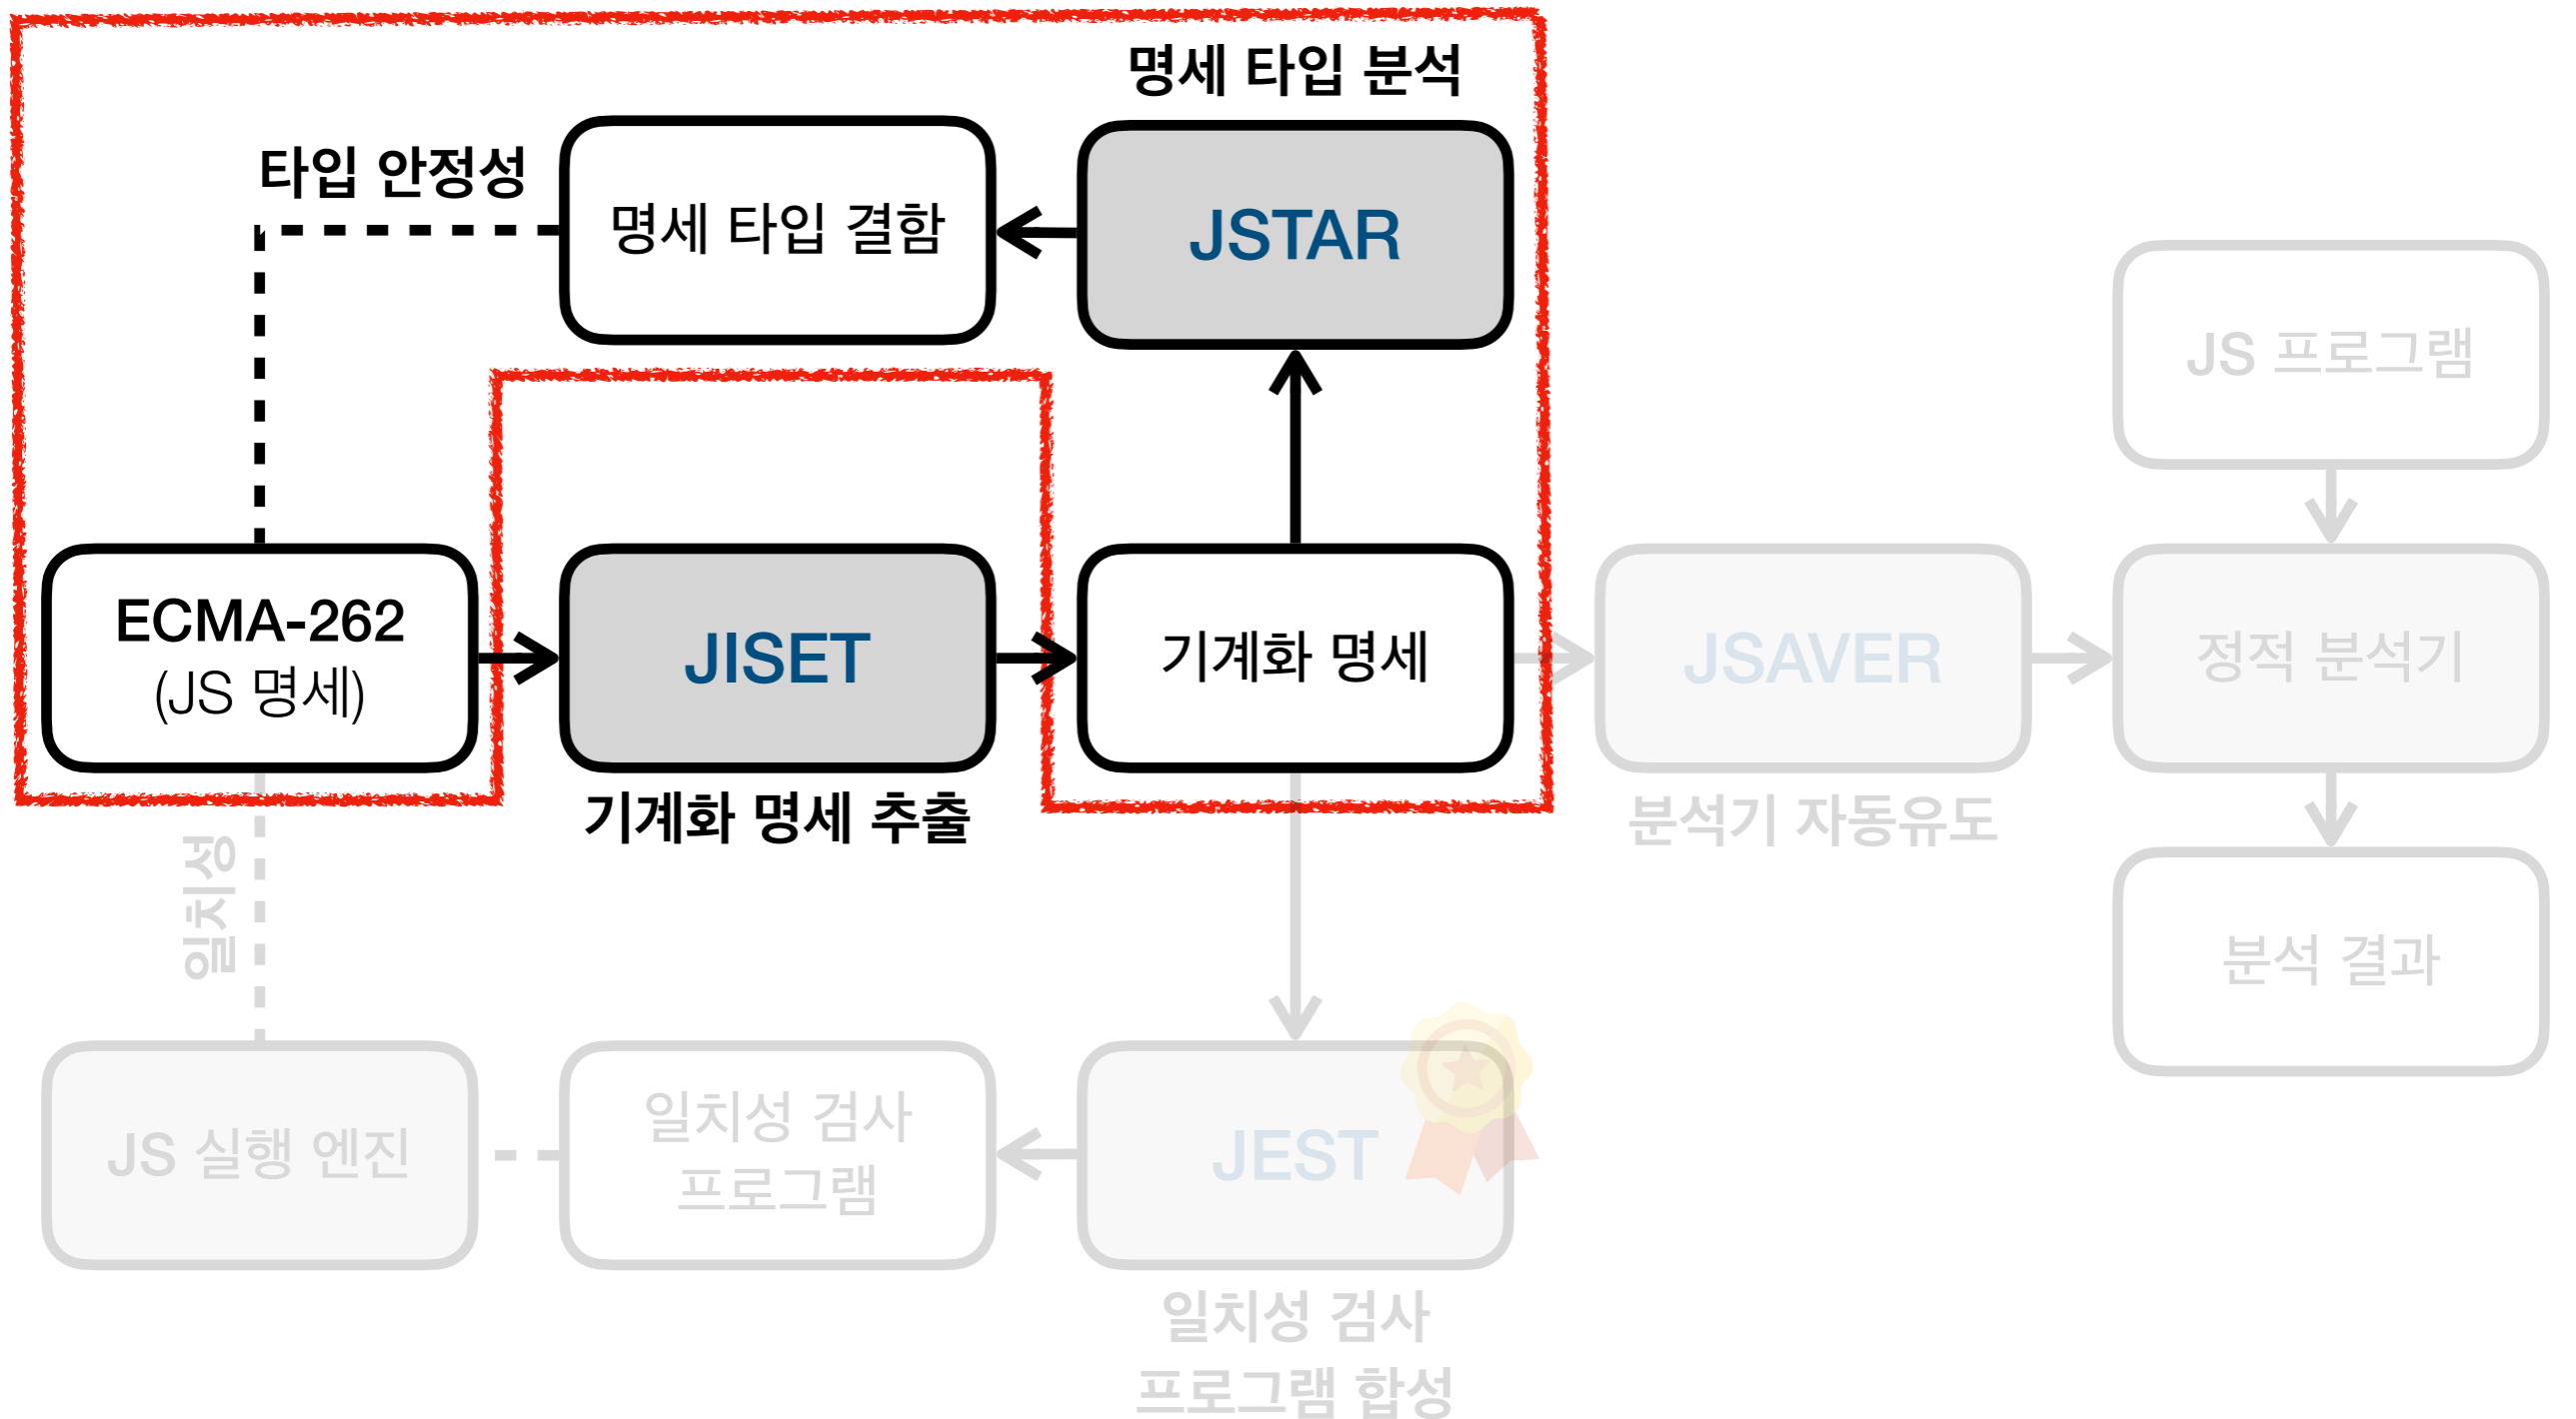 명세 타입 분석
타입 안정성
명세 타입 결함
JSTAR
JS 프로그램
ECMA-262
(JS 명세)
JISET
기계화 명세
JSAVER
정적 분석기
기계화 명세 추출
분석기 자동유도
일치성
분석 결과
JS 실행 엔진
일치성 검사
프로그램
JEST
일치성 검사
프로그램 합성